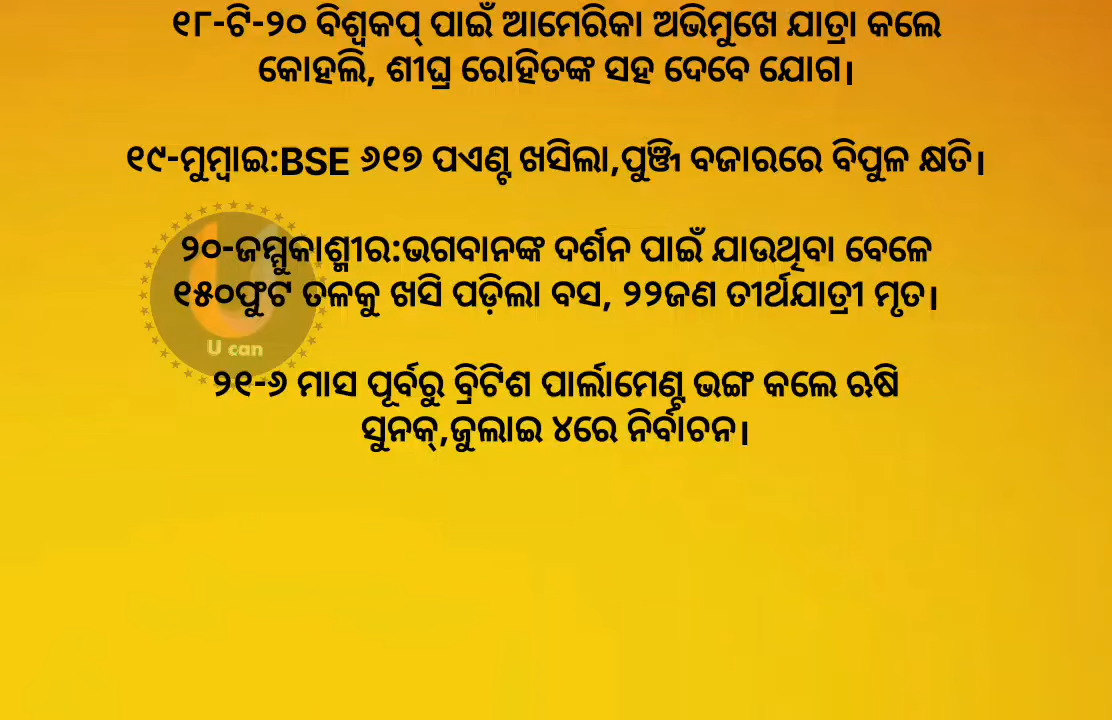 ୧୮-ଟି-୨୦ ବିଶ୍ୱକପ୍ ପାଇଁ ଆମେରିକା ଅଭିମୁଖେ ଯାତ୍ରା କଲେ
କୋହଲି, ଶୀଘ୍ର ରୋହିତଙ୍କ ସହ ଦେବେ ଯୋଗ।
୧୯-ମୁମ୍ବାଇ:BSE ୬୧୭ ପଏଣ୍ଟ ଖସିଲା,ପୁଞ୍ଜି ବଜାରରେ ବିପୁଳ କ୍ଷତି।
୨୦-ଜମ୍ମୁକାଶ୍ମୀର:ଭଗବାନଙ୍କ ଦର୍ଶନ ପାଇଁ ଯାଉଥିବା ବେଳେ
୧୫୦ଫୁଟ ତଳକୁ ଖସି ପଡ଼ିଲା ବସ, ୨୨ଜଣ ତୀର୍ଥଯାତ୍ରୀ ମୃତ।
U can
୨୧-୬ ମାସ ପୂର୍ବରୁ ବ୍ରିଟିଶ ପାର୍ଲାମେଣ୍ଟ ଭଙ୍ଗ କଲେ ଋଷି
ସୁନକ୍,ଜୁଲାଇ ୪ରେ ନିର୍ବାଚନ।